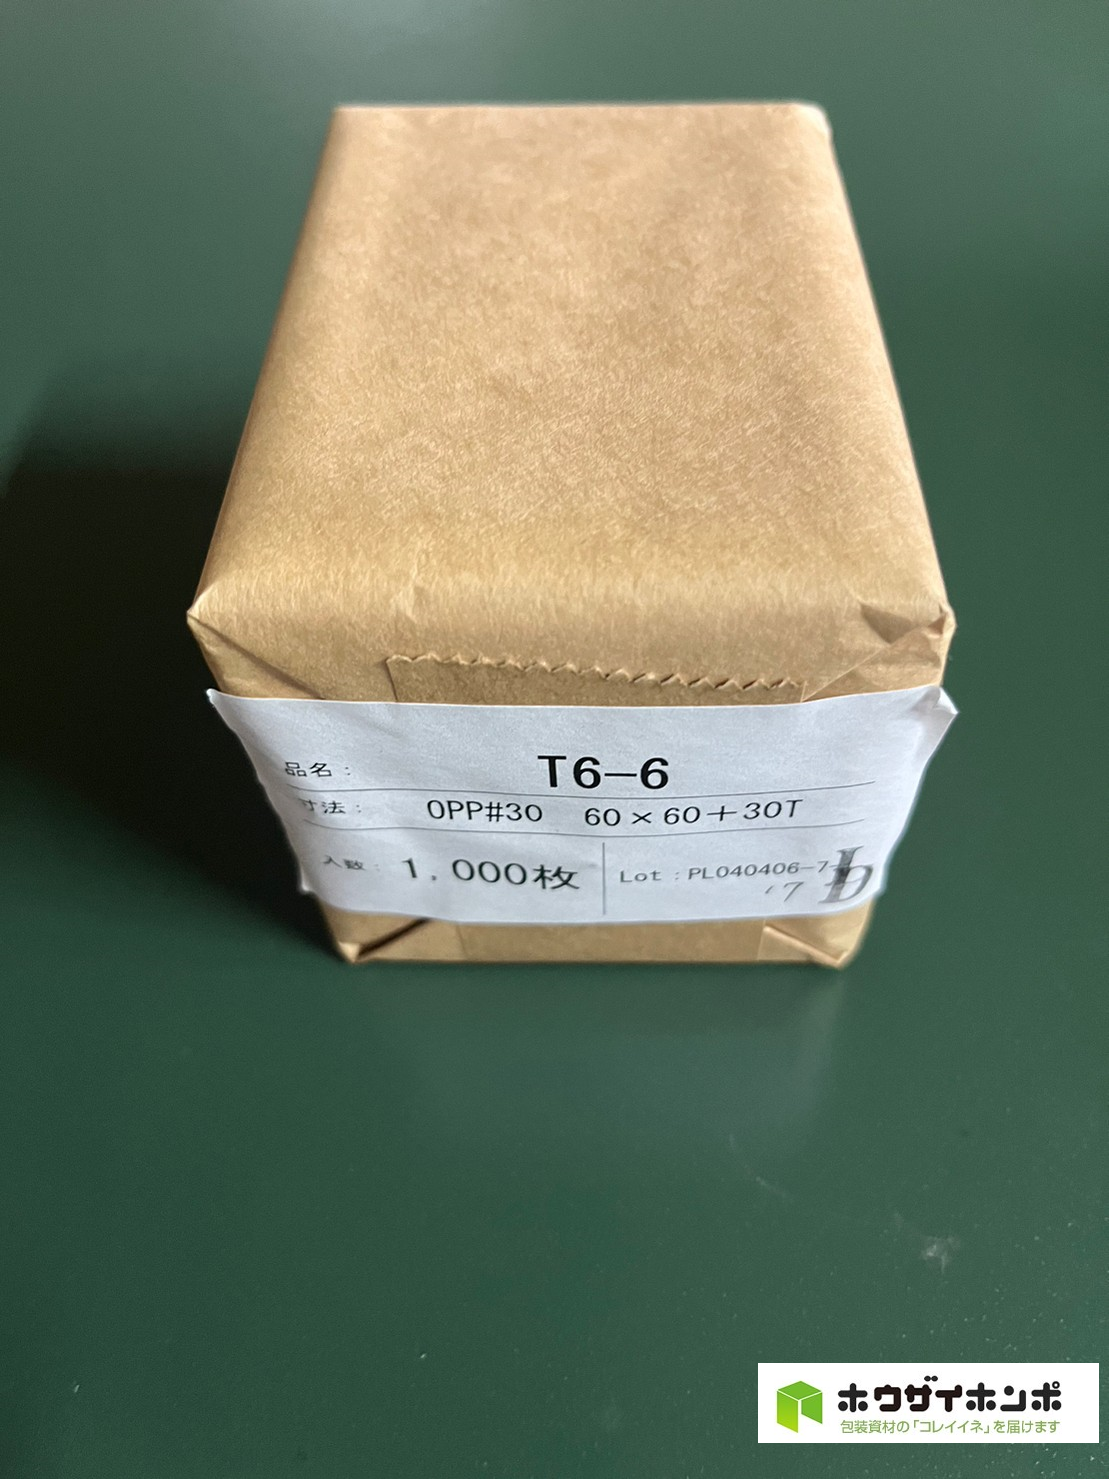 品名： T6-6
寸法： OPP#30 60×60+30T
入数： 1,000枚 Lot：PL040406-7
ホウザイホンポ
包装資材の「コレイイネ」を届けます